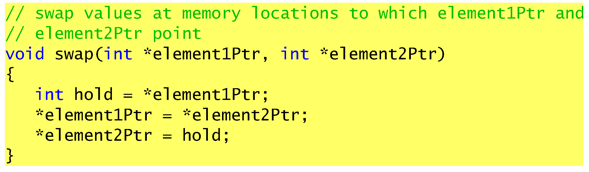 // swap values at memory locations to which element1Ptr and
// element2Ptr point
void swap(int *element1Ptr, int *element2Ptr)
{
   int hold = *element1Ptr;
   *element1Ptr = *element2Ptr;
   *element2Ptr = hold;
}